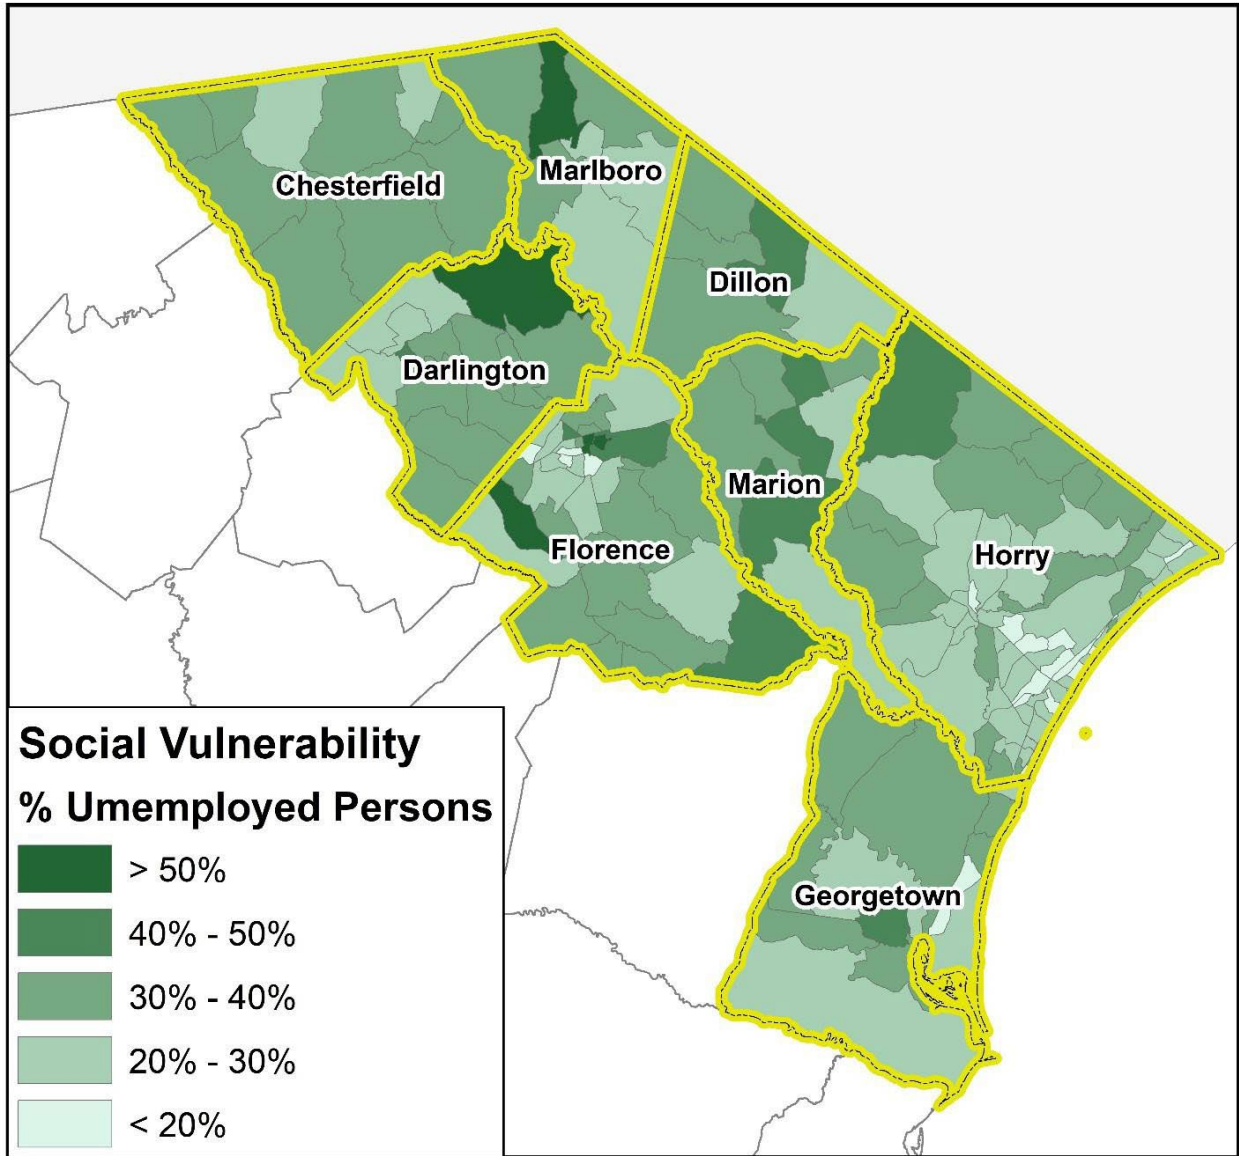 Chesterfield
Marlboro
Dillon
Darlington
Marion
Florence
Horry
Georgetown
Social Vulnerability
% Umemployed Persons
> 50%
40% - 50%
30% - 40%
20% - 30%
< 20%